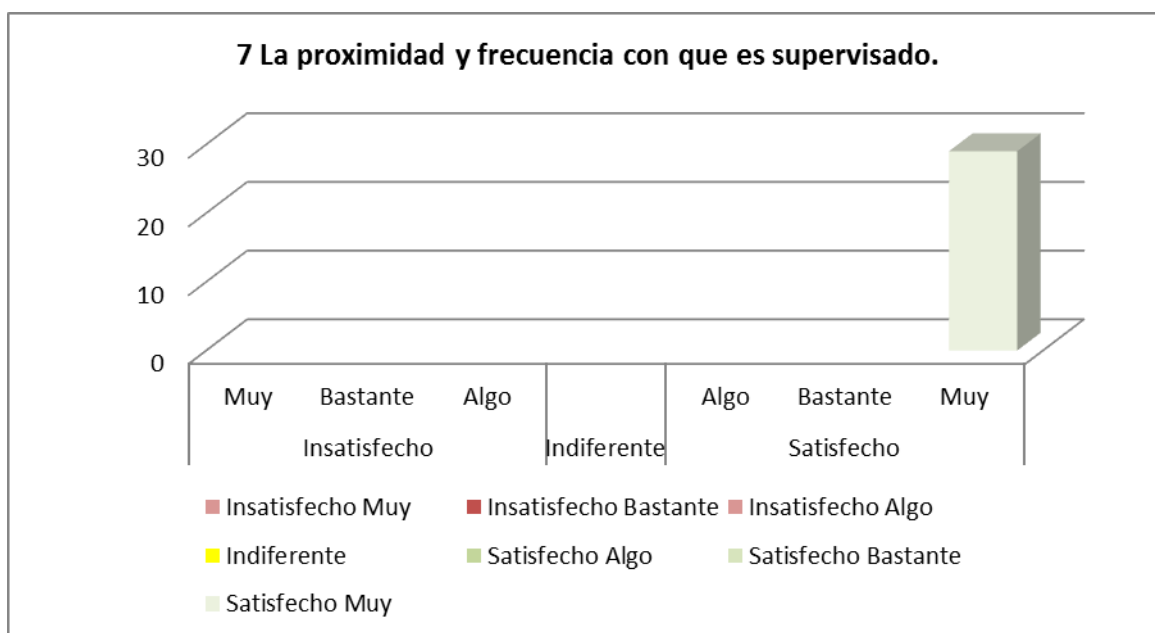 7 La proximidad y frecuencia con que es supervisado.
30
20
10
0
Muy Bastante Algo Algo Bastante Muy
Insatisfecho Indiferente Satisfecho
Insatisfecho Muy Insatisfecho Bastante Insatisfecho Algo
Indiferente Satisfecho Algo Satisfecho Bastante
Satisfecho Muy